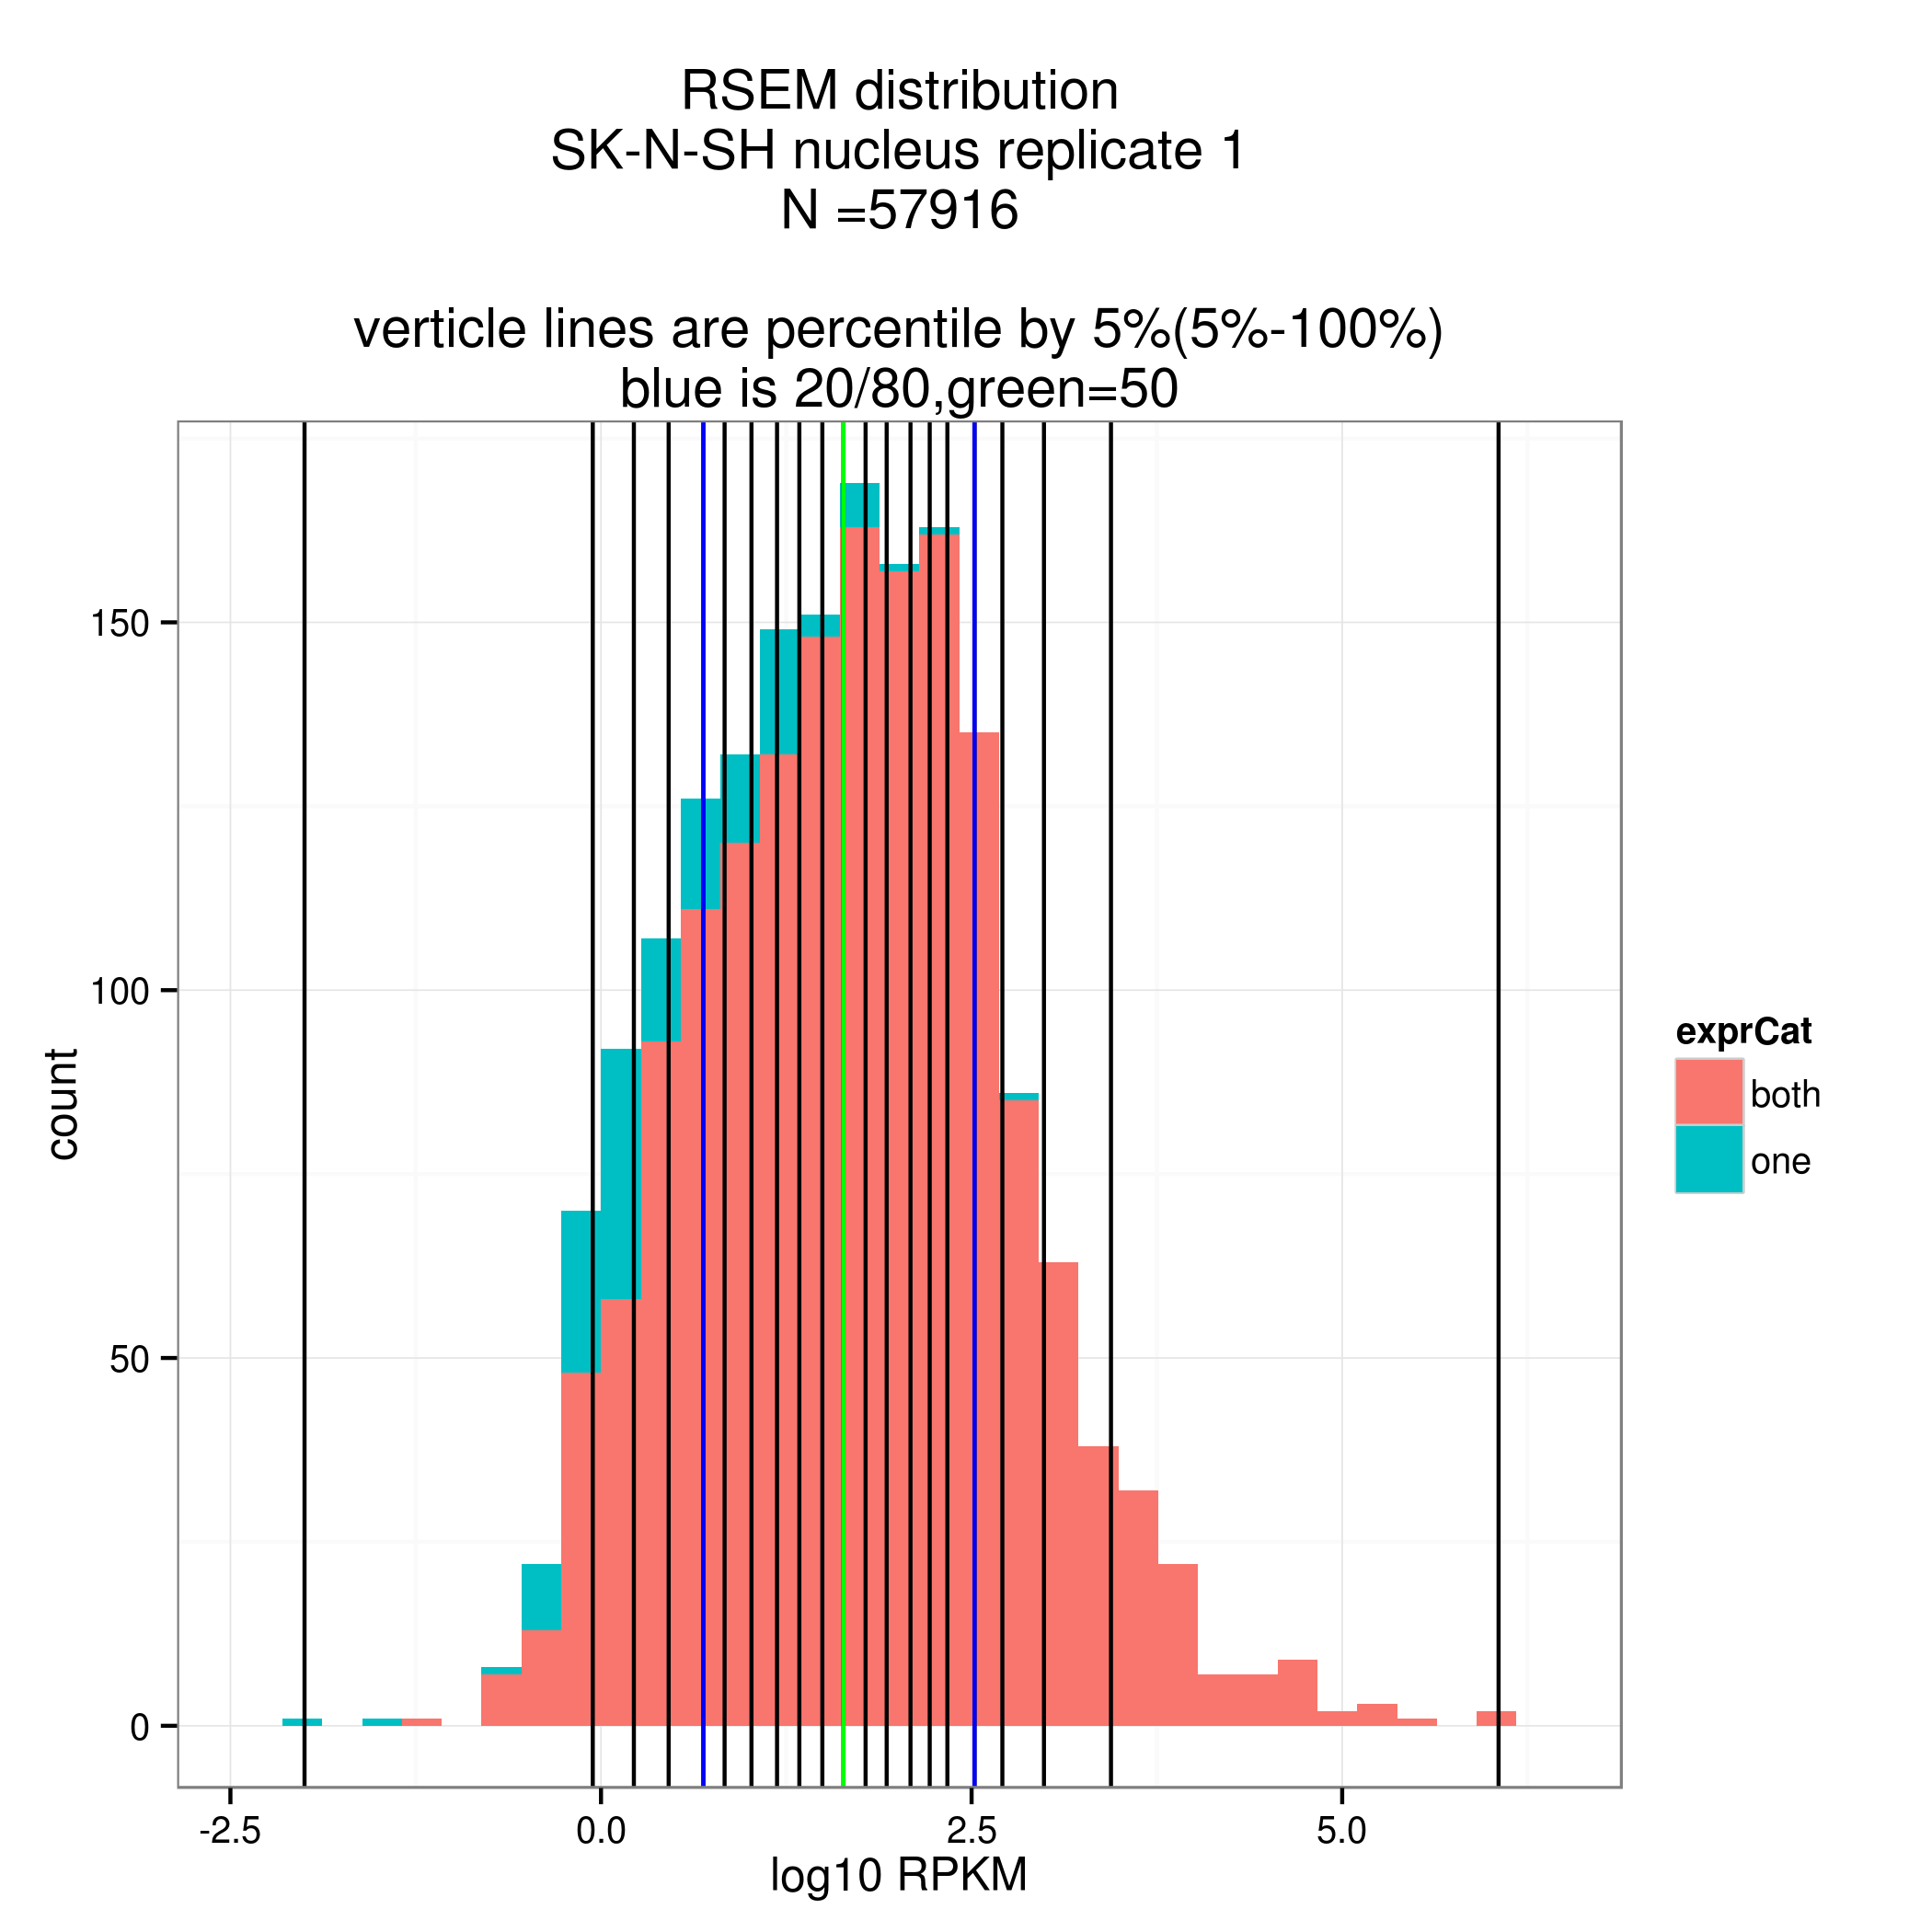 RSEM distribution
SK-N-SH nucleus replicate 1
N =57916
verticle lines are percentile by 5%(5%-100%)
blue is 20/80,green=50
150
100
50
0
count
-2.5
0.0
2.5
5.0
log10 RPKM
exprCat
both
one